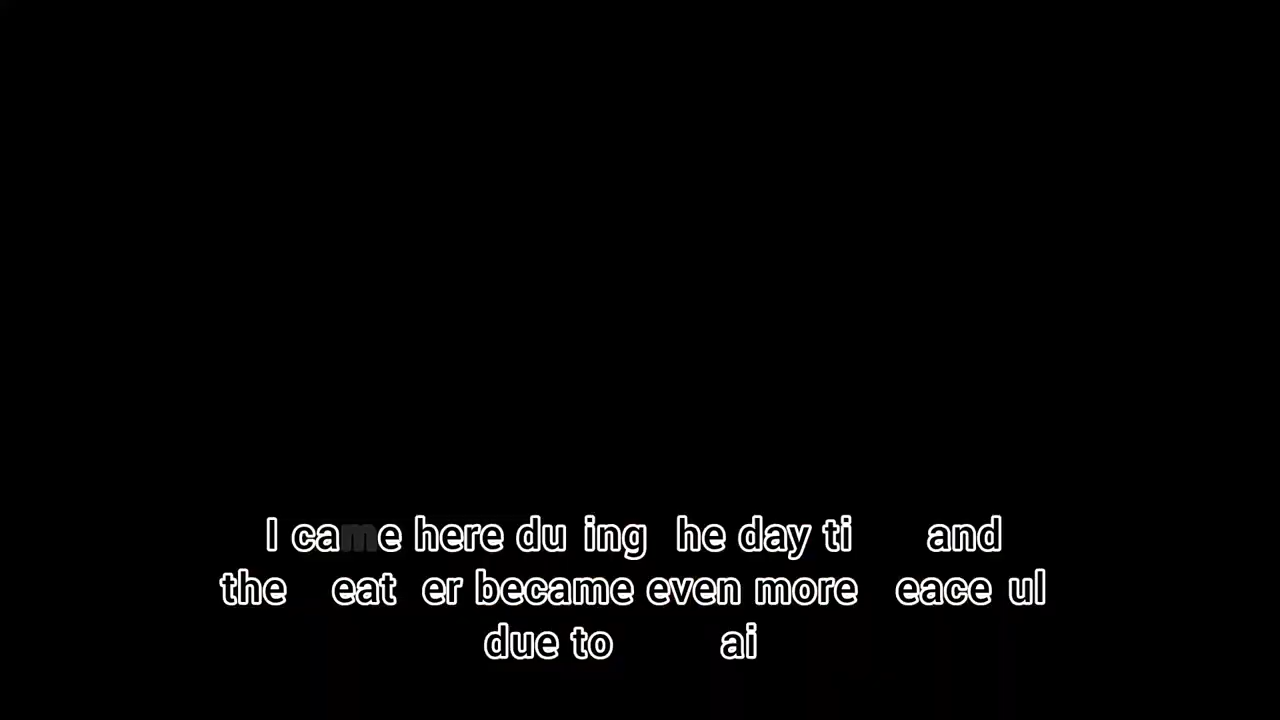 I came here du ing he day ti and
the eat er became even more eace ul
due to ai